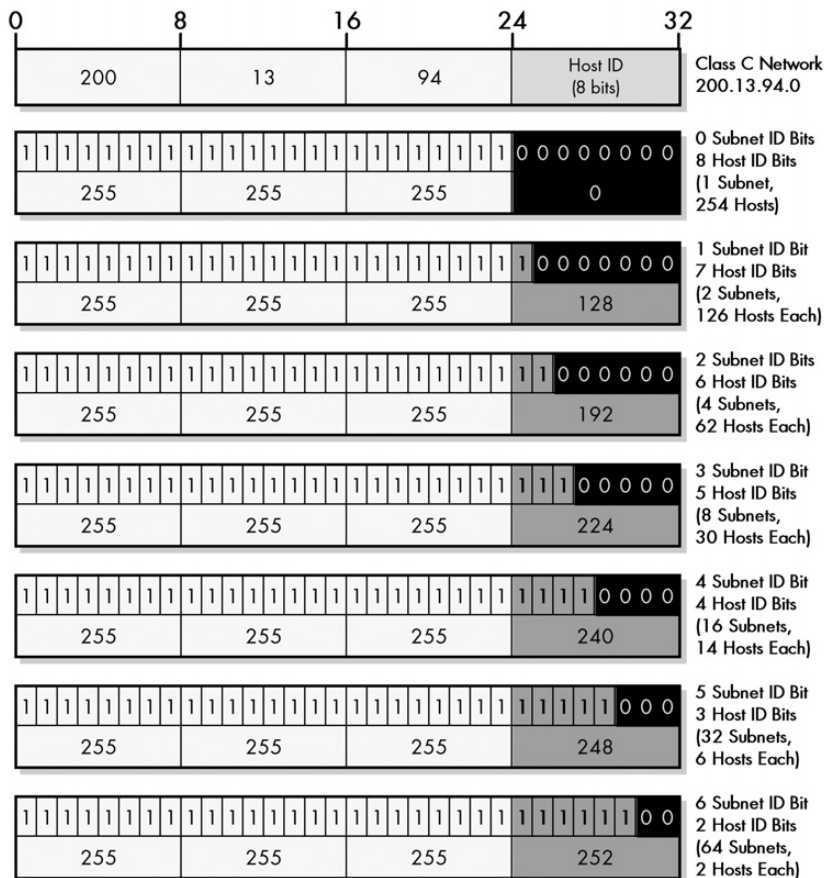 0 8 16 24 32
200 13 94 Host ID
(8 bits)
Class C Network
200.13.94.0
1 1 1 1 1 1 1 1 1 1 1 1 1 1 1 1 1 1 1 1 1 1 1 1 0 0 0 0 0 0 0 0
255 255 255 0
0 Subnet ID Bits
8 Host ID Bits
(1 Subnet,
254 Hosts)
1 1 1 1 1 1 1 1 1 1 1 1 1 1 1 1 1 1 1 1 1 1 1 1 1 0 0 0 0 0 0 0
255 255 255 128
1 Subnet ID Bit
7 Host ID Bits
(2 Subnets,
126 Hosts Each)
1 1 1 1 1 1 1 1 1 1 1 1 1 1 1 1 1 1 1 1 1 1 1 1 1 1 0 0 0 0 0 0
255 255 255 192
2 Subnet ID Bits
6 Host ID Bits
(4 Subnets,
62 Hosts Each)
1 1 1 1 1 1 1 1 1 1 1 1 1 1 1 1 1 1 1 1 1 1 1 1 1 1 1 0 0 0 0 0
255 255 255 224
3 Subnet ID Bit
5 Host ID Bits
(8 Subnets,
30 Hosts Each)
1 1 1 1 1 1 1 1 1 1 1 1 1 1 1 1 1 1 1 1 1 1 1 1 1 1 1 1 0 0 0 0
255 255 255 240
4 Subnet ID Bit
4 Host ID Bits
(16 Subnets,
14 Hosts Each)
1 1 1 1 1 1 1 1 1 1 1 1 1 1 1 1 1 1 1 1 1 1 1 1 1 1 1 1 1 0 0 0
255 255 255 248
5 Subnet ID Bit
3 Host ID Bits
(32 Subnets,
6 Hosts Each)
1 1 1 1 1 1 1 1 1 1 1 1 1 1 1 1 1 1 1 1 1 1 1 1 1 1 1 1 1 1 0 0
255 255 255 252
6 Subnet ID Bit
2 Host ID Bits
(64 Subnets,
2 Hosts Each)